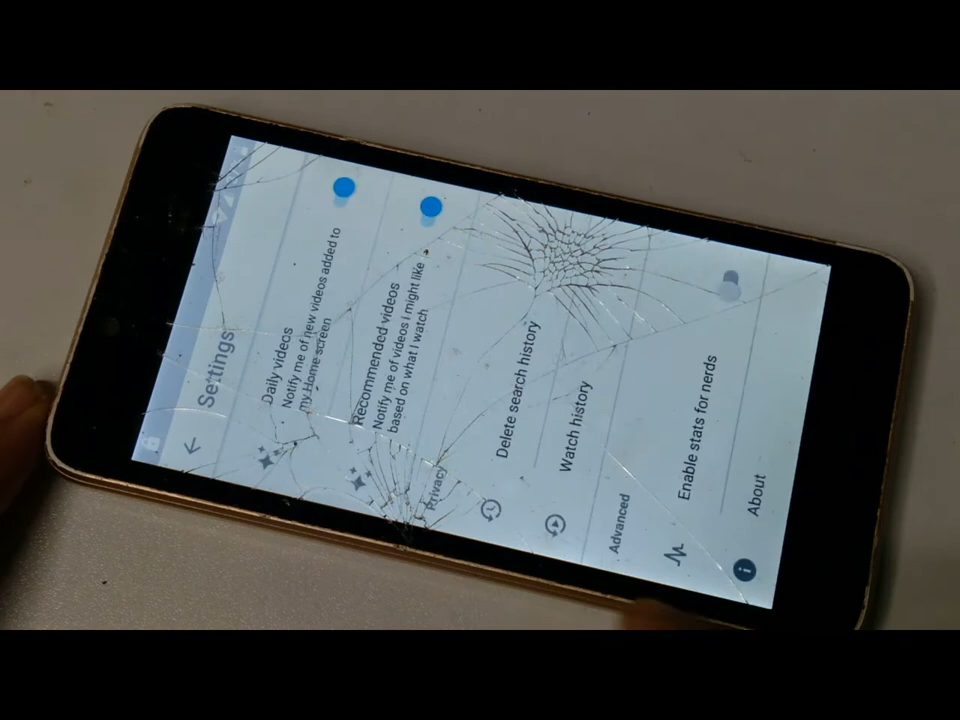 Settings
Daily videos
Notify me of new videos added to
my Home screen
Recommended videos
Notify me of videos I might like
based on what I watch
Privacy
Delete search history
Watch history
Advanced
Enable stats for nerds
About